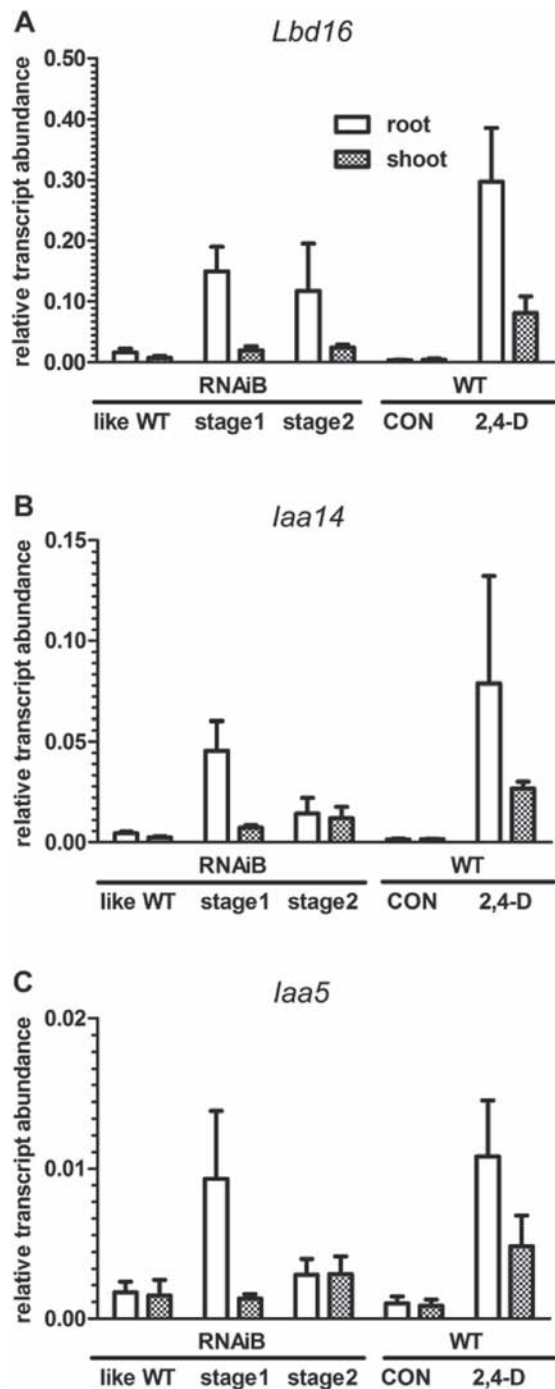 A
Lbd16
relative transcript abundance
0.50
0.40
0.30
0.20
0.10
0.00
root
shoot
RNAiB WT
like WT stage1 stage2 CON 2,4-D
B
Iaa14
relative transcript abundance
0.15
0.10
0.05
0.00
RNAiB WT
like WT stage1 stage2 CON 2,4-D
C
Iaa5
relative transcript abundance
0.02
0.01
0.00
RNAiB WT
like WT stage1 stage2 CON 2,4-D